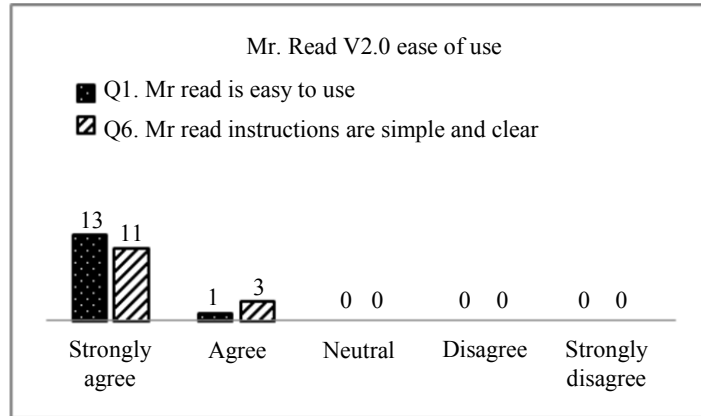 Mr. Read V2.0 ease of use
Q1. Mr read is easy to use
Q6. Mr read instructions are simple and clear
13 11
1 3
0 0
0 0
0 0
Strongly agree
Agree
Neutral
Disagree
Strongly disagree